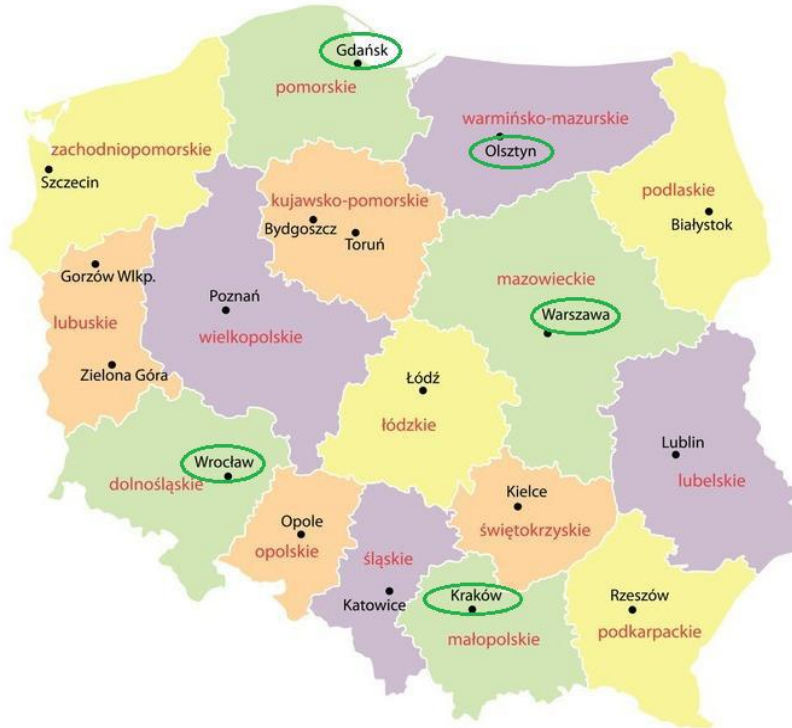 Gdańsk
pomorskie
warmińsko-mazurskie
Olsztyn
zachodniopomorskie
Szczecin
podlaskie
Białystok
kujawsko-pomorskie
Bydgoszcz
Toruń
Gorzów Wlkp.
mazowieckie
Poznań
Warszawa
lubuskie
wielkopolskie
Zielona Góra
Łódź
łódzkie
Wrocław
dolnośląskie
Lublin
lubelskie
Kielce
świętokrzyskie
Opole
opolskie
śląskie
Katowice
Kraków
małopolskie
Rzeszów
podkarpackie